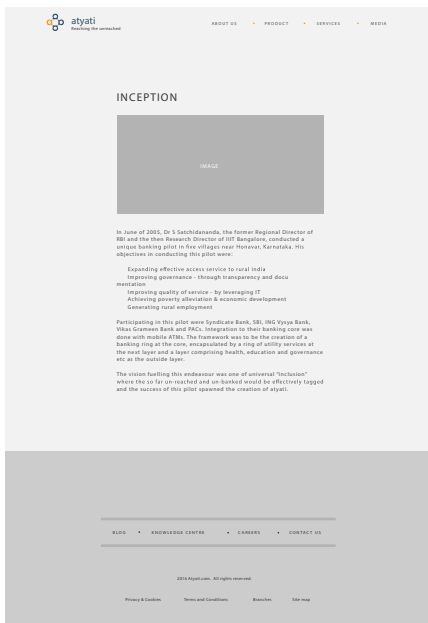 atyati
Reaching the unreached
ABOUT US • PRODUCT • SERVICES • MEDIA
INCEPTION
IMAGE
In June of 2005, Dr S Satchidananda, the former Regional Director of
RBI and the then Research Director of IIIT Bangalore, conducted a
unique banking pilot in five villages near Honavar, Karnataka. His
objectives in conducting this pilot were:
Expanding effective access service to rural India
Improving governance - through transparency and docu
mentation
Improving quality of service - by leveraging IT
Achieving poverty alleviation & economic development
Generating rural employment
Participating in this pilot were Syndicate Bank, SBI, ING Vysya Bank,
Vikas Grameen Bank and PACs. Integration to their banking core was
done with mobile ATMs. The framework was to be the creation of a
banking ring at the core, encapsulated by a ring of utility services at
the next layer and a layer comprising health, education and governance
etc as the outside layer.
The vision fuelling this endeavour was one of universal "Inclusion"
where the so far un-reached and un-banked would be effectively tagged
and the success of this pilot spawned the creation of atyati.
BLOG • KNOWLEDGE CENTRE • CAREERS • CONTACT US
2016 Atyati.com. All rights reserved.
Privacy & Cookies Terms and Conditions Branches Site map